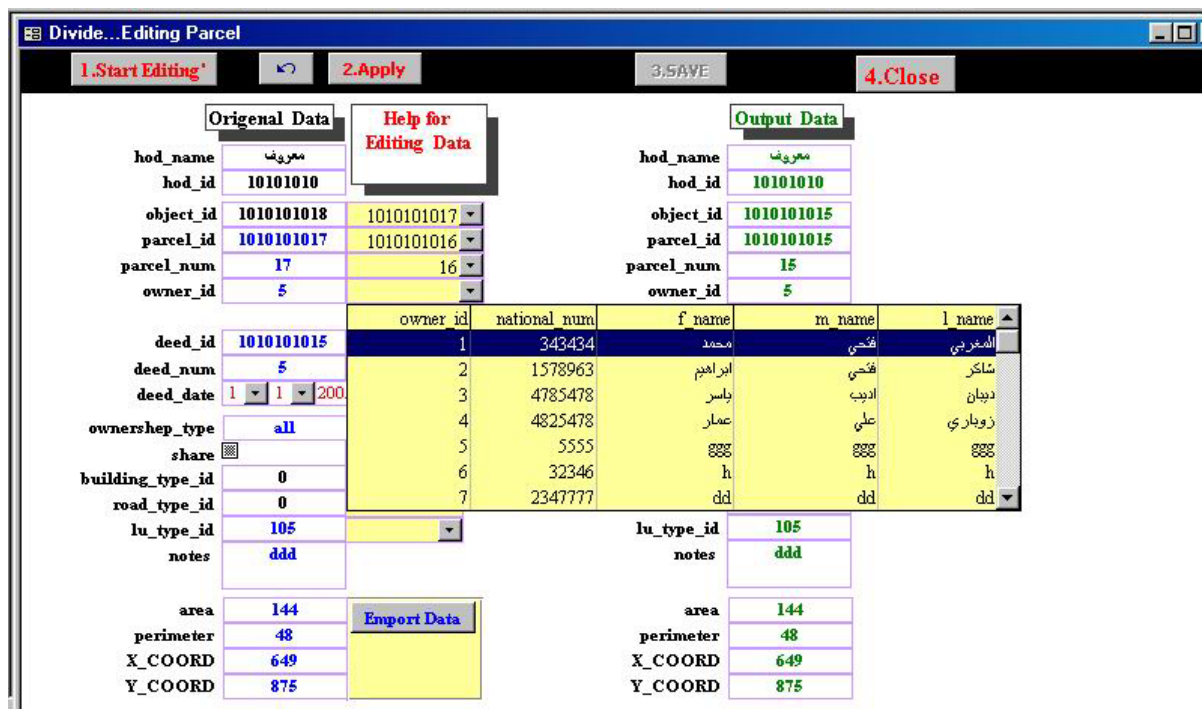 Divide...Editing Parcel
1.Start Editing' 2.Apply 3.SAVE 4.Close
Origenal Data Help for Output Data
Editing Data
hod_name معروف hod_name معروف
hod_id 10101010 hod_id 10101010
object_id 1010101018 1010101017 object_id 1010101015
parcel_id 1010101017 1010101016 parcel_id 1010101015
parcel_num 17 16 parcel_num 15
owner_id 5 owner_id 5
owner_id national_num f_name m_name l_name
deed_id 1010101015 1 343434 محمد فتحي المغربي
deed_num 5 2 1578963 ابراهيم فتحي شاكر
deed_date 1 1 200. 3 4785478 ياسر اديب ديبان
ownershep_type all 4 4825478 عمار علي زوباري
share 5 5555 ggg ggg ggg
building_type_id 0 6 32346 h h h
road_type_id 0 7 2347777 dd dd dd
lu_type_id 105 lu_type_id 105
notes ddd notes ddd
area 144 Emport Data area 144
perimeter 48 perimeter 48
X_COORD 649 X_COORD 649
Y_COORD 875 Y_COORD 875